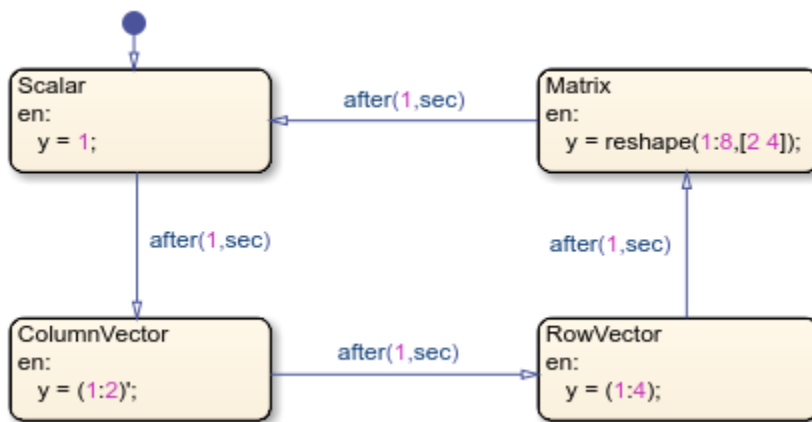 Scalar
en:
y = 1;
after(1,sec)
Matrix
en:
y = reshape(1:8,[2 4]);
after(1,sec)
after(1,sec)
ColumnVector
en:
y = (1:2)';
after(1,sec)
RowVector
en:
y = (1:4);